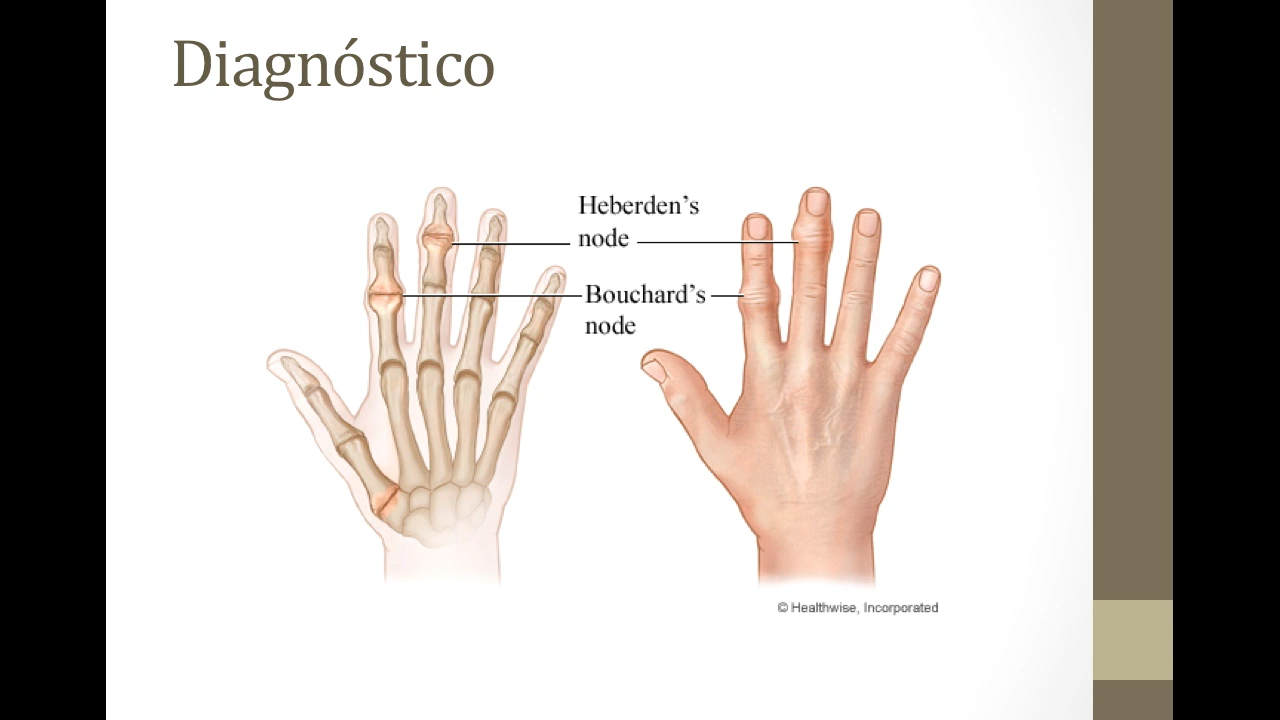 Diagnóstico
Heberden’s
node
Bouchard’s
node
© Healthwise, Incorporated